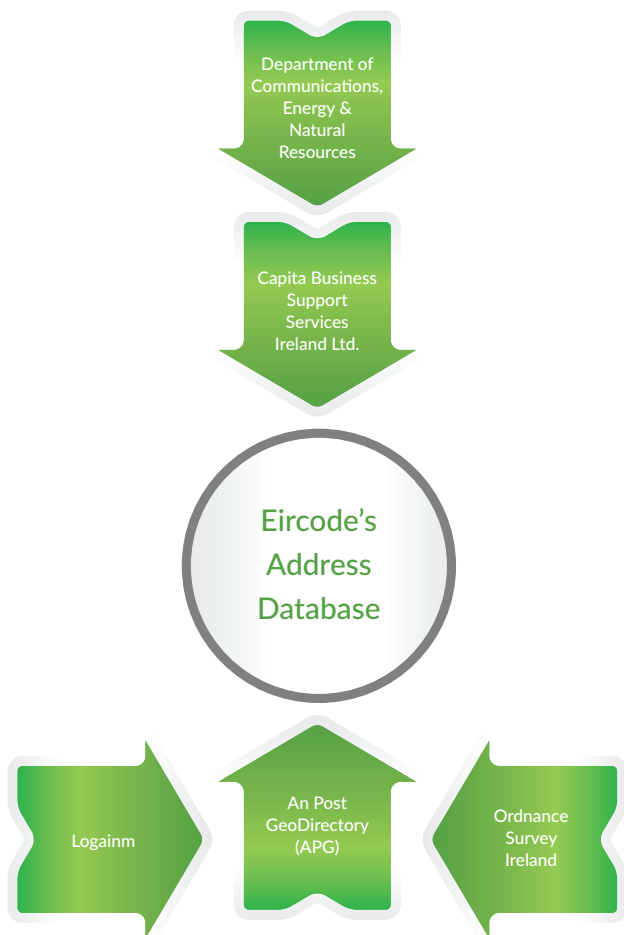 Department of
Communications,
Energy &
Natural
Resources
Capita Business
Support
Services
Ireland Ltd.
Eircode’s
Address
Database
Logainm
An Post
GeoDirectory
(APG)
Ordnance
Survey
Ireland